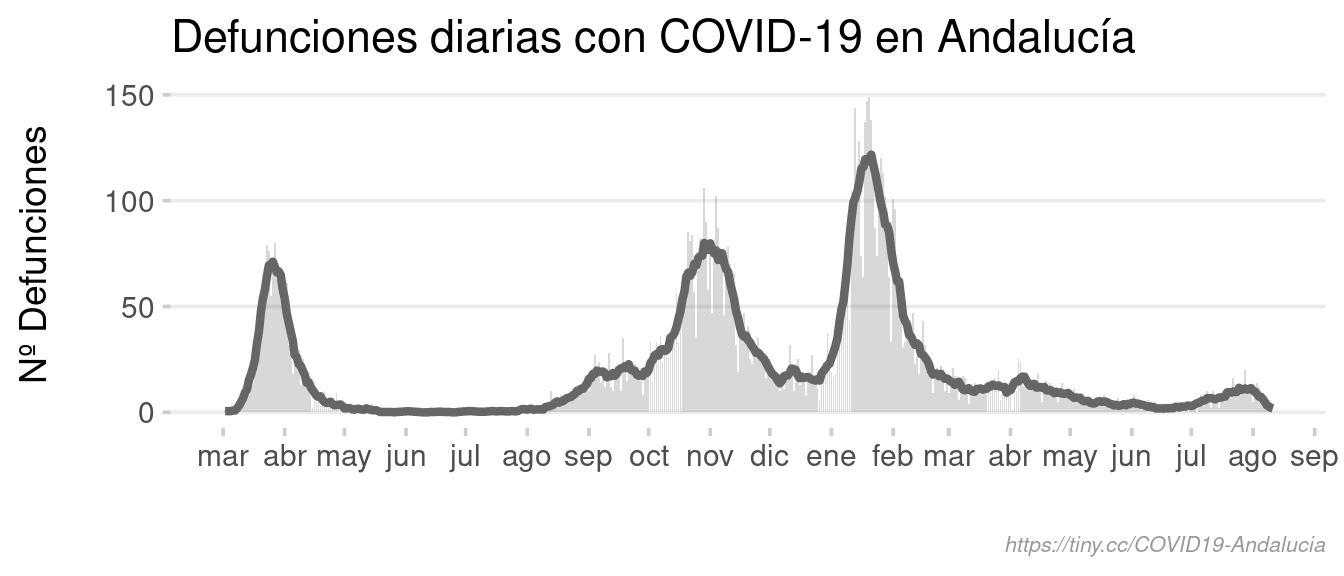 Defunciones diarias con COVID-19 en Andalucía
Nº Defunciones
150
100
50
0
mar abr may jun jul ago sep oct nov dic ene feb mar abr may jun jul ago sep
https://tiny.cc/COVID19-Andalucia